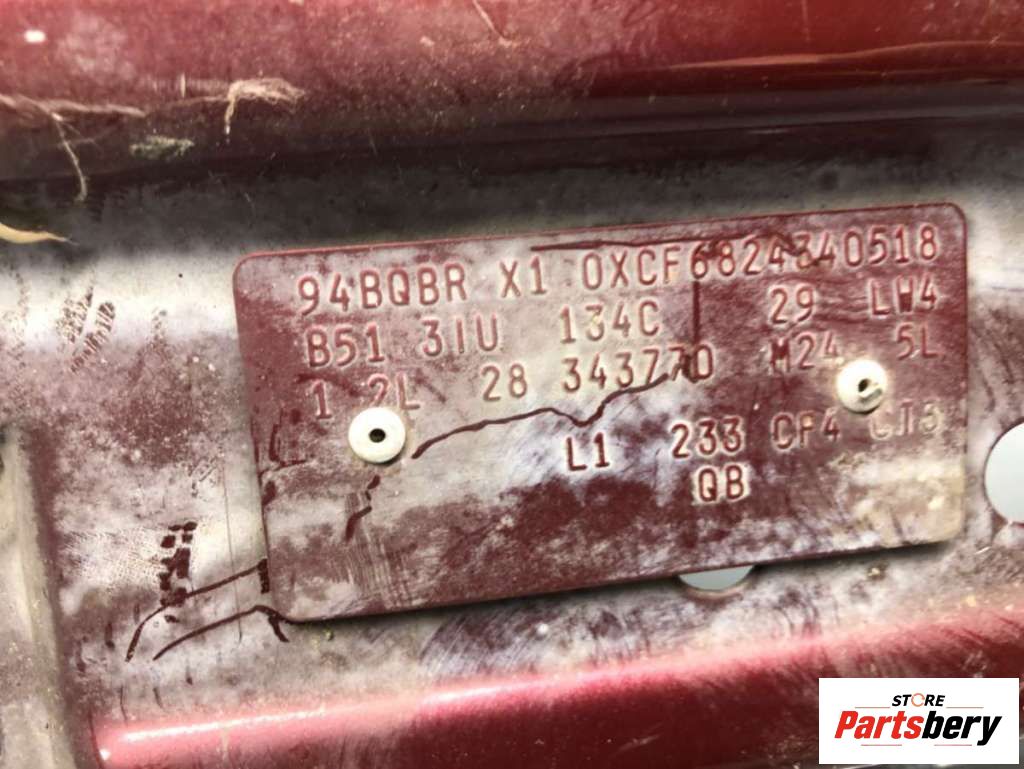 94BQBR X1 0XCF6824340518
B51 3IU 134C 29 LW4
1 2L 28 343770 M24 5L
L1 233 CF4
QB
STORE
Partsbery